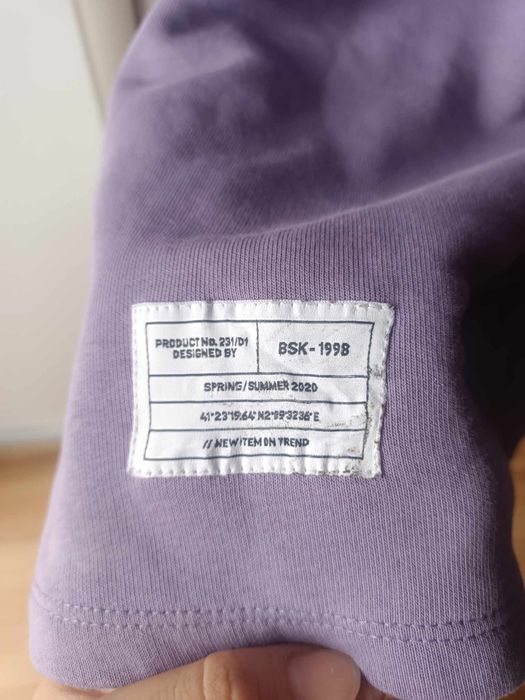 PRODUCT NO. 231/D1
DESIGNED BY
BSK - 1998
SPRING/SUMMER 2020
41°23'19.64"N2°09'32.36"E
// NEW ITEM ON TREND